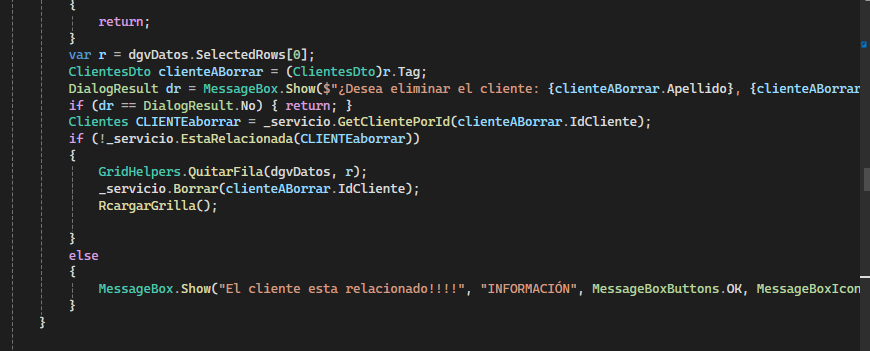 {
return;
}
var r = dgvDatos.SelectedRows[0];
ClientesDto clienteABorrar = (ClientesDto)r.Tag;
DialogResult dr = MessageBox.Show($"¿Desea eliminar el cliente: {clienteABorrar.Apellido}, {clienteABorrar
if (dr == DialogResult.No) { return; }
Clientes CLIENTEaborrar = _servicio.GetClientePorId(clienteABorrar.IdCliente);
if (!_servicio.EstaRelacionada(CLIENTEaborrar))
{
GridHelpers.QuitarFila(dgvDatos, r);
_servicio.Borrar(clienteABorrar.IdCliente);
RcargarGrilla();
}
else
{
MessageBox.Show("El cliente esta relacionado!!!!", "INFORMACIÓN", MessageBoxButtons.OK, MessageBoxIcon
}
}